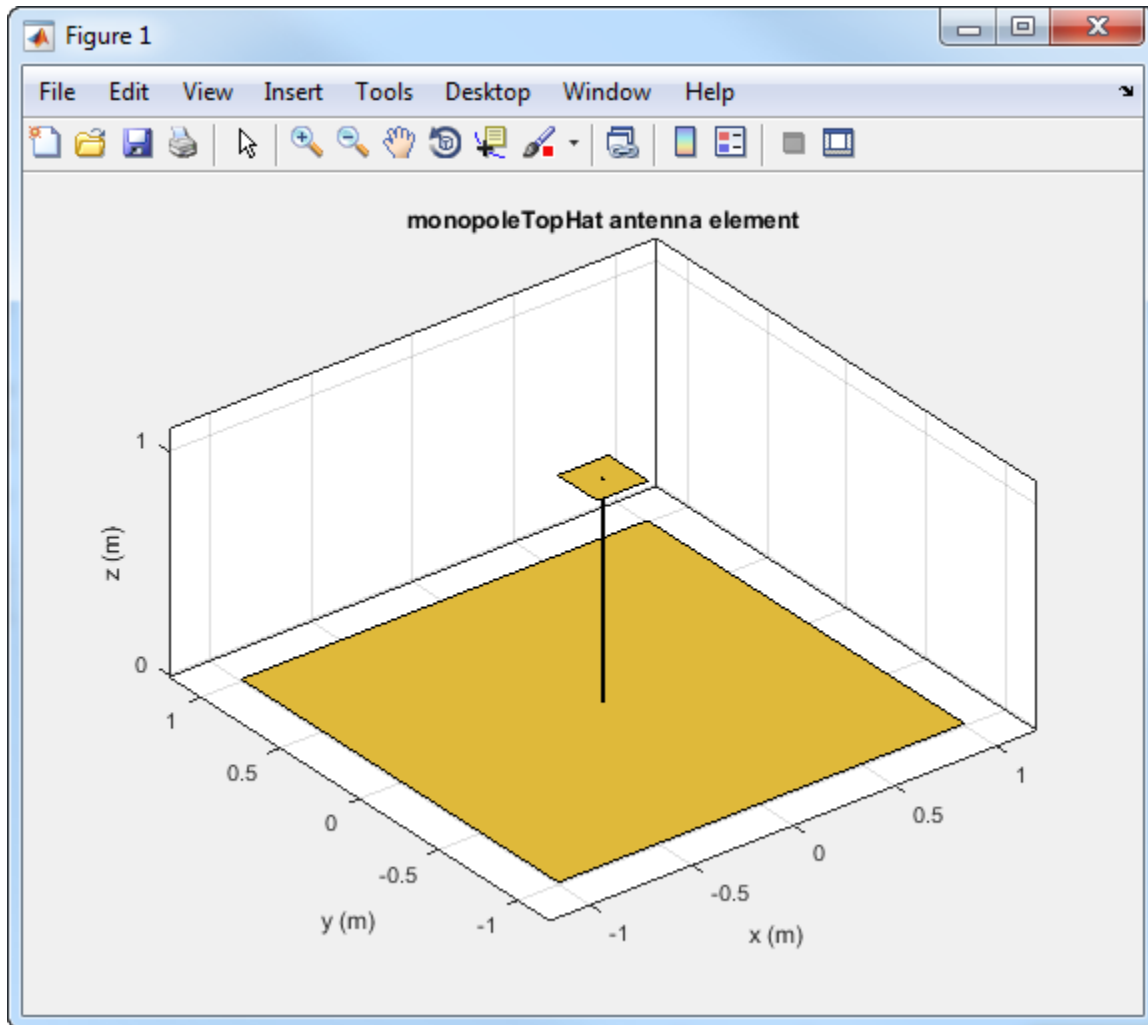 Figure 1
File Edit View Insert Tools Desktop Window Help
monopoleTopHat antenna element
1
0
z (m)
1
0.5
0
-0.5
-1
y (m)
-1
-0.5
0
0.5
1
x (m)